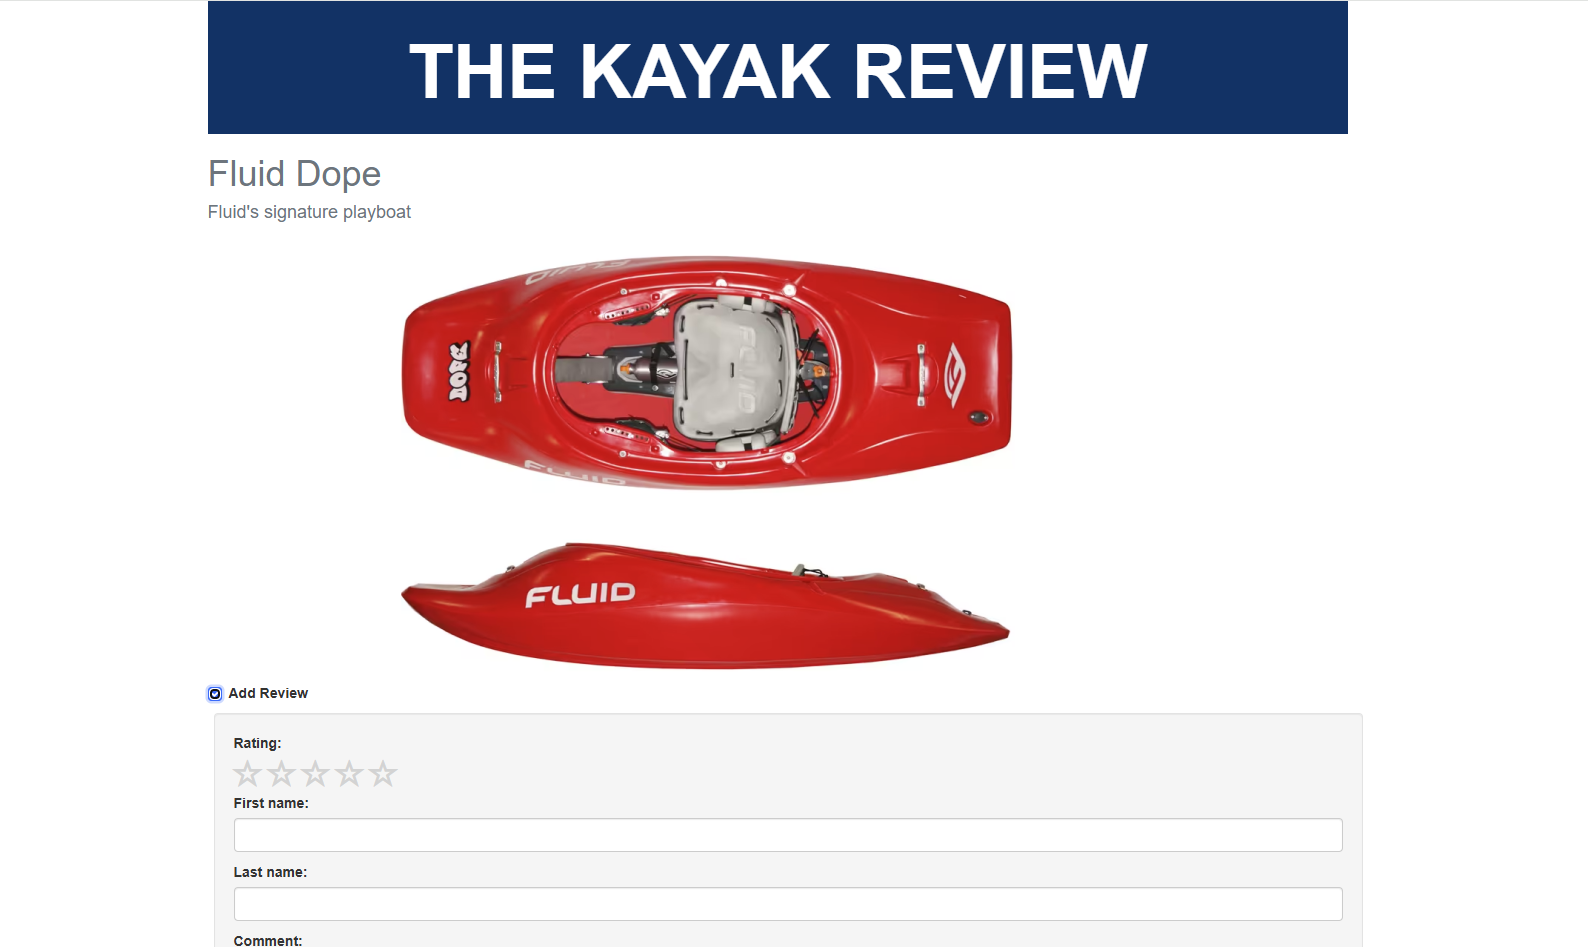 THE KAYAK REVIEW
Fluid Dope
Fluid's signature playboat
FLUID
DOPE
FLUID
FLUID
FLUID
Add Review
Rating:
First name:
Last name:
Comment: